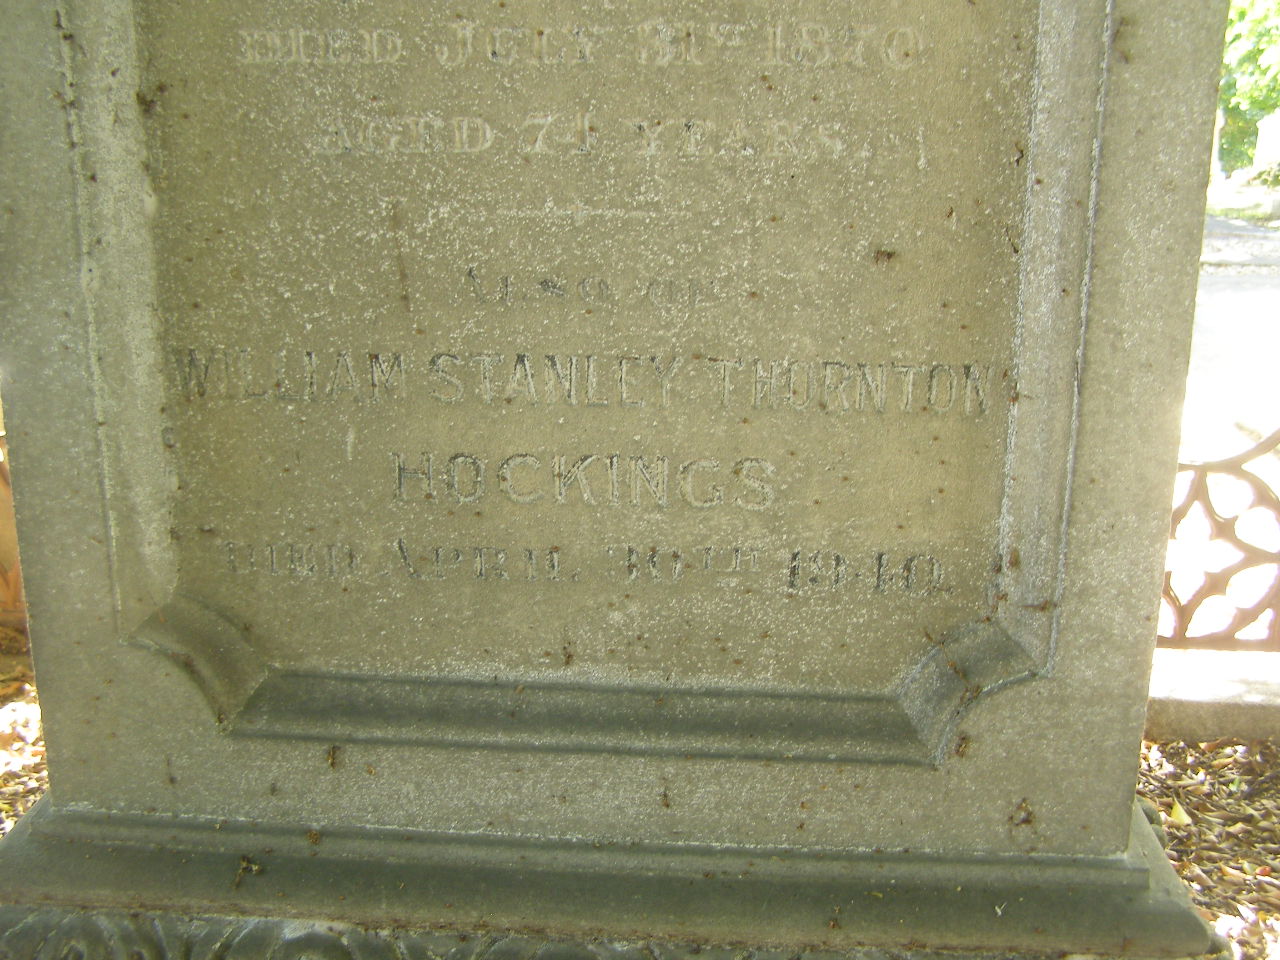 DIED JULY 31ST 1870
AGED 74 YEARS.
ALSO OF
WILLIAM STANLEY THORNTON
HOCKINGS
DIED APRIL 30TH 1940.